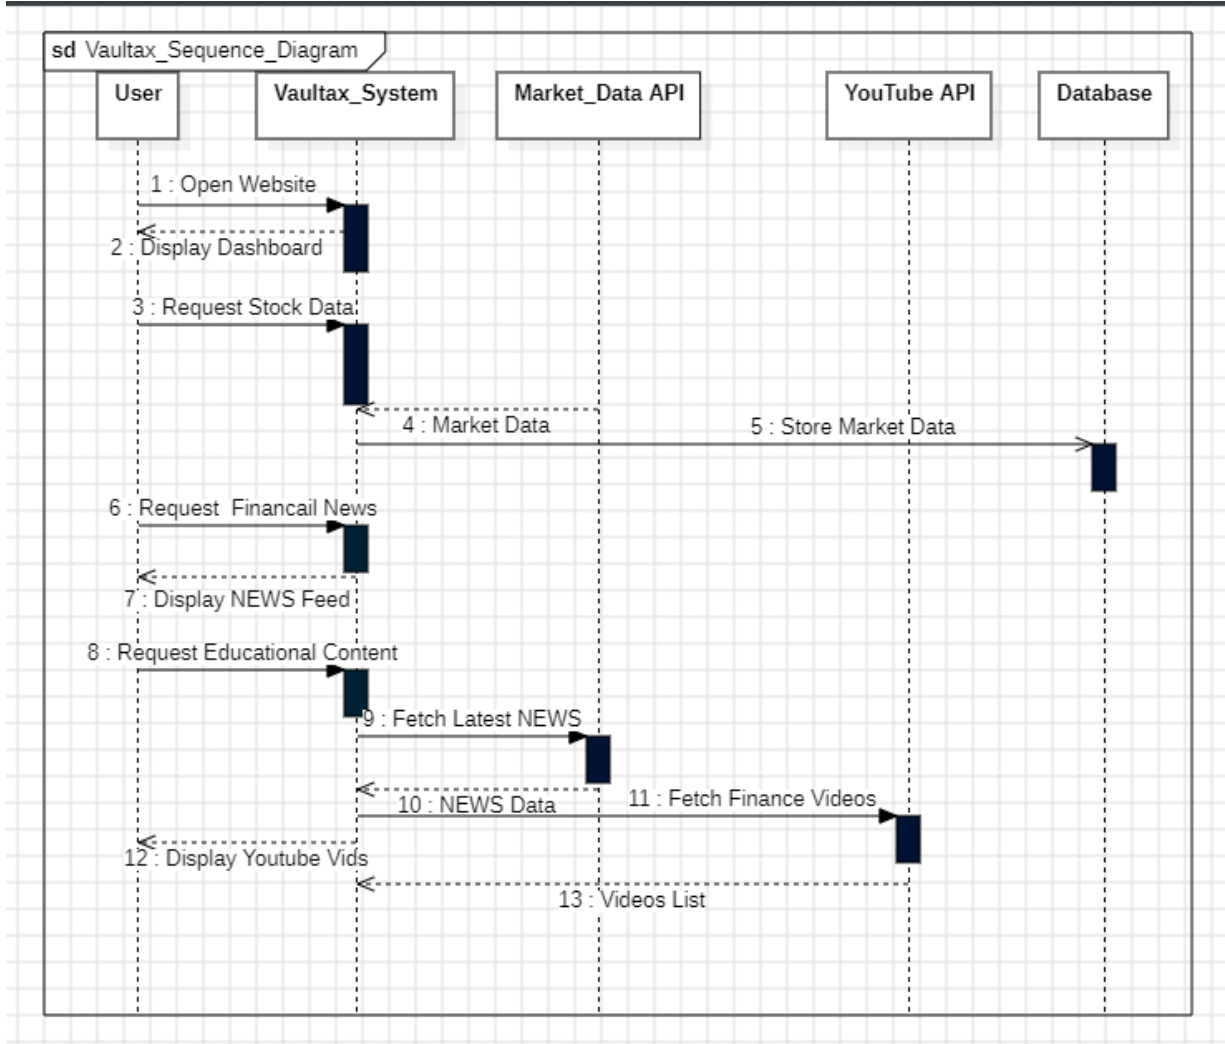 sd Vaultax_Sequence_Diagram
User
Vaultax_System
Market_Data API
YouTube API
Database
1 : Open Website
2 : Display Dashboard
3 : Request Stock Data
4 : Market Data
5 : Store Market Data
6 : Request  Financail News
7 : Display NEWS Feed
8 : Request Educational Content
9 : Fetch Latest NEWS
10 : NEWS Data
11 : Fetch Finance Videos
12 : Display Youtube Vids
13 : Videos List